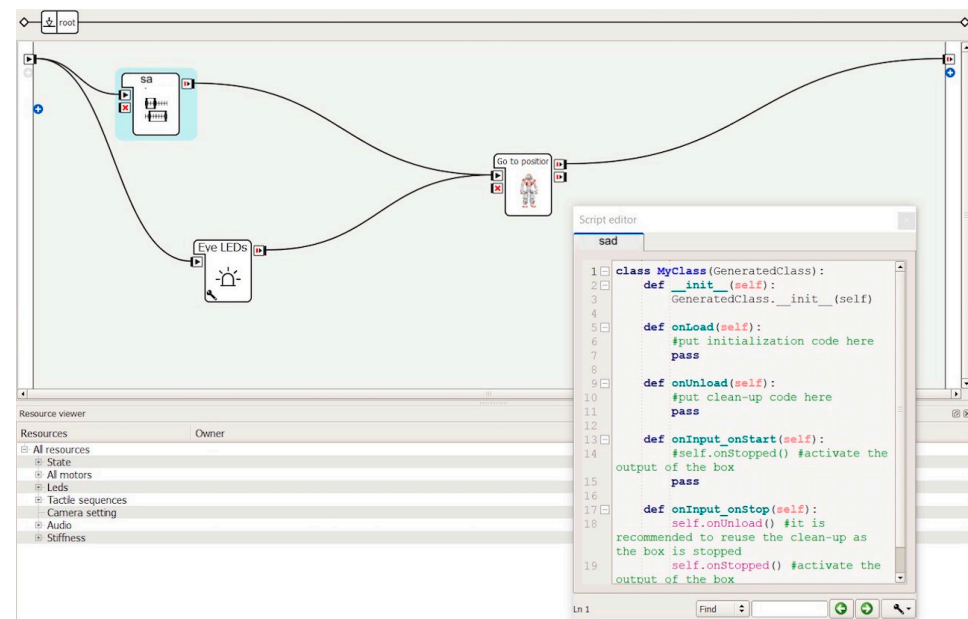 root
sa
Go to position
Eye LEDs
Script editor
sad
1 class MyClass(GeneratedClass):
2 def __init__(self):
3 GeneratedClass.__init__(self)
4
5 def onLoad(self):
6 #put initialization code here
7 pass
8
9 def onUnload(self):
10 #put clean-up code here
11 pass
12
13 def onInput_onStart(self):
14 #self.onStopped() #activate the
output of the box
15 pass
16
17 def onInput_onStop(self):
18 self.onUnload() #it is
recommended to reuse the clean-up as
the box is stopped
19 self.onStopped() #activate the
output of the box
Ln 1
Find
Resource viewer
Resources Owner
All resources
State
All motors
Leds
Tactile sequences
Camera setting
Audio
Stiffness